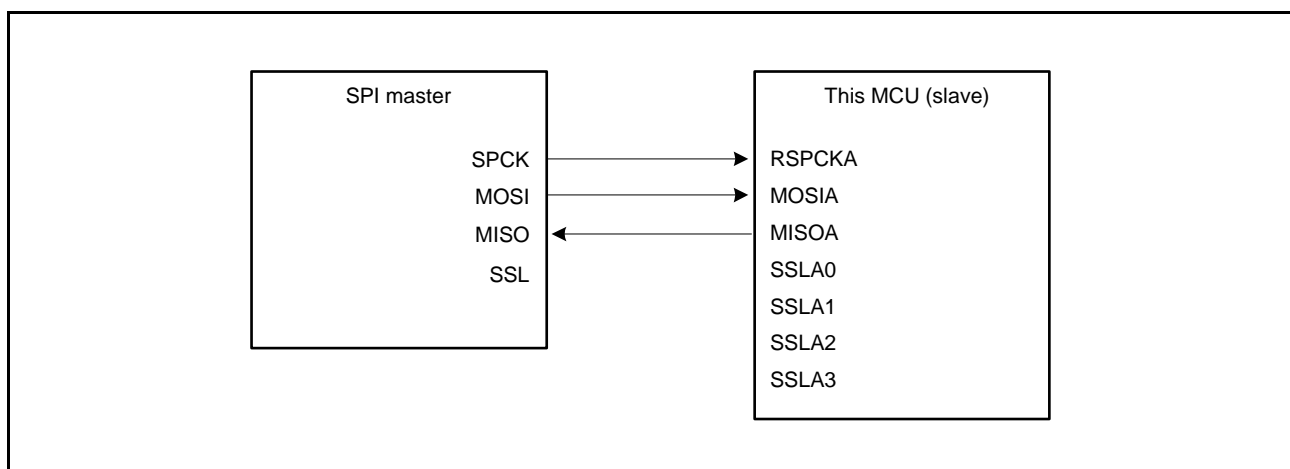 SPI master
SPCK
MOSI
MISO
SSL
This MCU (slave)
RSPCKA
MOSIA
MISOA
SSLA0
SSLA1
SSLA2
SSLA3